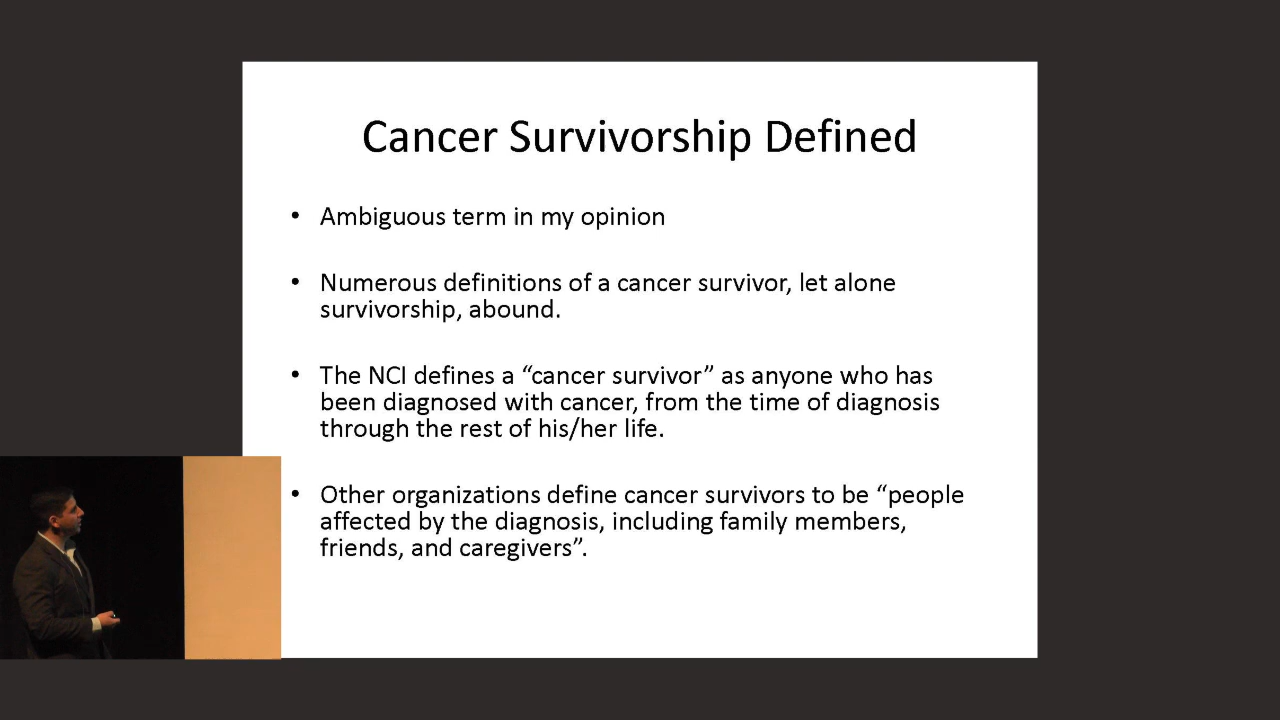 Cancer Survivorship Defined
• Ambiguous term in my opinion
• Numerous definitions of a cancer survivor, let alone
survivorship, abound.
• The NCI defines a “cancer survivor” as anyone who has
been diagnosed with cancer, from the time of diagnosis
through the rest of his/her life.
• Other organizations define cancer survivors to be “people
affected by the diagnosis, including family members,
friends, and caregivers”.